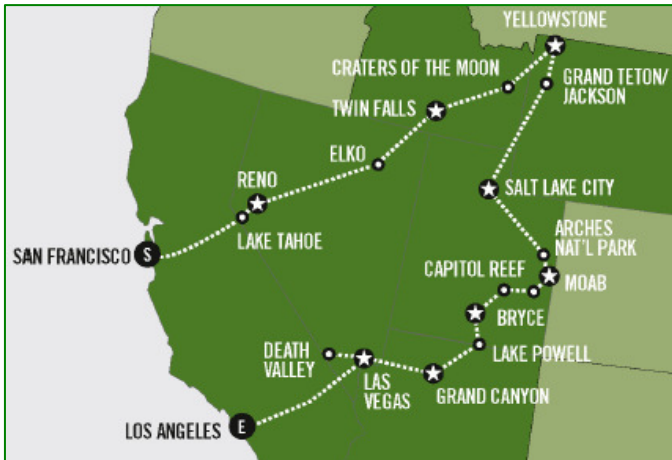 YELLOWSTONE
CRATERS OF THE MOON
GRAND TETON/
JACKSON
TWIN FALLS
ELKO
RENO
SALT LAKE CITY
LAKE TAHOE
SAN FRANCISCO
S
ARCHES
NAT'L PARK
CAPITOL REEF
MOAB
BRYCE
DEATH
VALLEY
LAKE POWELL
LAS
VEGAS
GRAND CANYON
LOS ANGELES
E